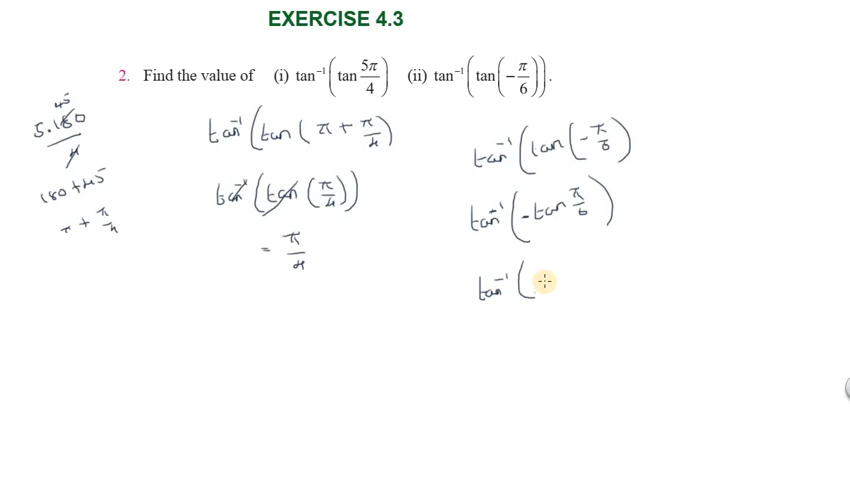 EXERCISE 4.3
2. Find the value of (i) tan⁻¹(tan 5π/4) (ii) tan⁻¹(tan(−π/6)).
45
5.180/4
180+45
π + π/4
tan⁻¹(tan(π + π/4)
tan⁻¹(tan(π/4))
= π/4
tan⁻¹(tan(−π/6)
tan⁻¹(−tan π/6)
tan⁻¹(